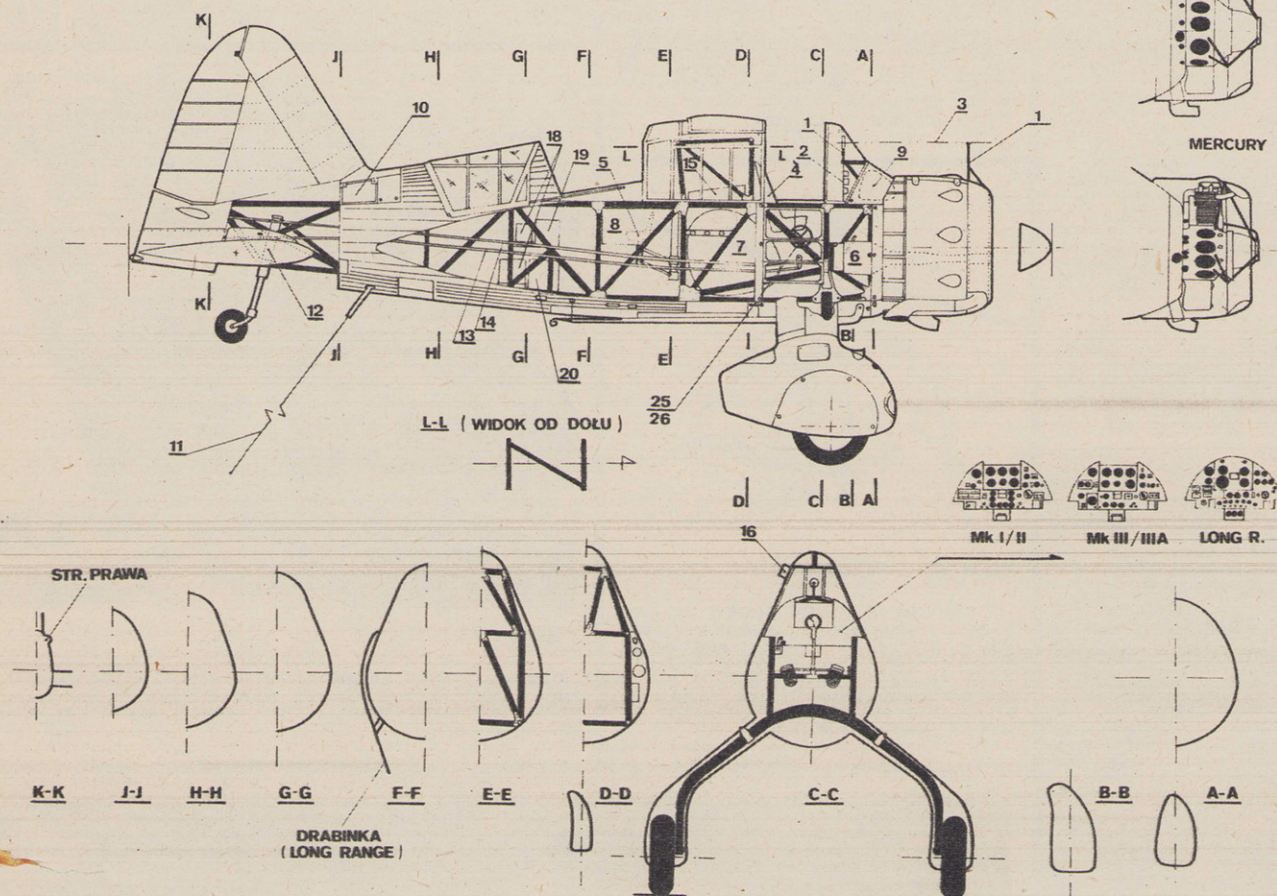 K
J
H
G
F
E
D
C
A
10
18
19
5
L
15
L
1
2
4
9
3
1
MERCURY
8
7
6
K
12
13
14
J
H
G
F
E
20
B
25
26
11
L-L (WIDOK OD DOŁU)
D
C
B
A
Mk I/II
Mk III/IIIA
LONG R.
16
STR. PRAWA
K-K
J-J
H-H
G-G
F-F
E-E
D-D
C-C
B-B
A-A
DRABINKA
(LONG RANGE)